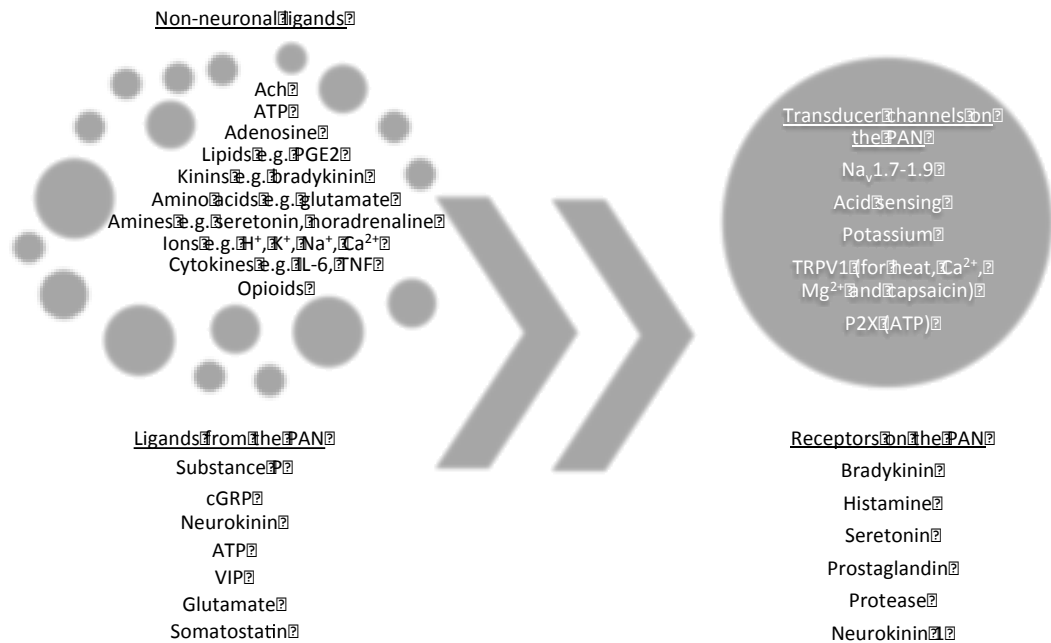 Non-neuronal ligands
Ach
ATP
Adenosine
Lipids e.g. PGE2
Kinins e.g. bradykinin
Amino acids e.g. glutamate
Amines e.g. seretonin, noradrenaline
Ions e.g. H⁺, K⁺, Na⁺, Ca²⁺
Cytokines e.g. IL-6, TNF
Opioids
Ligands from the PAN
Substance P
cGRP
Neurokinin
ATP
VIP
Glutamate
Somatostatin
Transducer channels on
the PAN
Naᵥ1.7-1.9
Acid sensing
Potassium
TRPV1 (for heat, Ca²⁺,
Mg²⁺ and capsaicin)
P2X (ATP)
Receptors on the PAN
Bradykinin
Histamine
Seretonin
Prostaglandin
Protease
Neurokinin 1